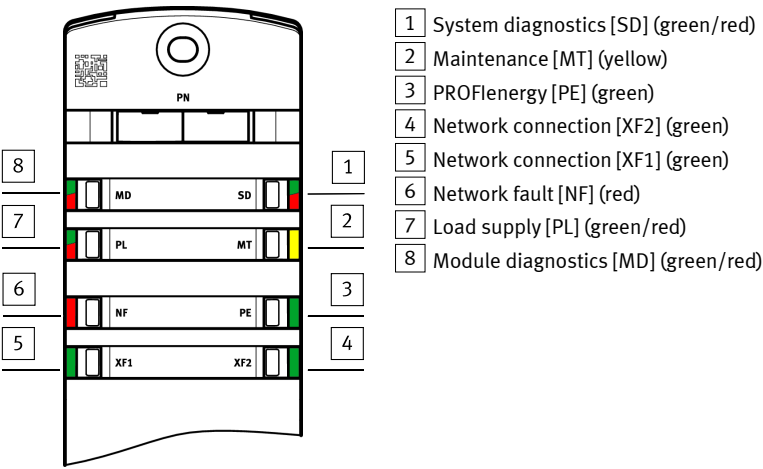 PN
8
1
MD SD
7
2
PL MT
6
3
NF PE
5
4
XF1 XF2
1 System diagnostics [SD] (green/red)
2 Maintenance [MT] (yellow)
3 PROFIenergy [PE] (green)
4 Network connection [XF2] (green)
5 Network connection [XF1] (green)
6 Network fault [NF] (red)
7 Load supply [PL] (green/red)
8 Module diagnostics [MD] (green/red)